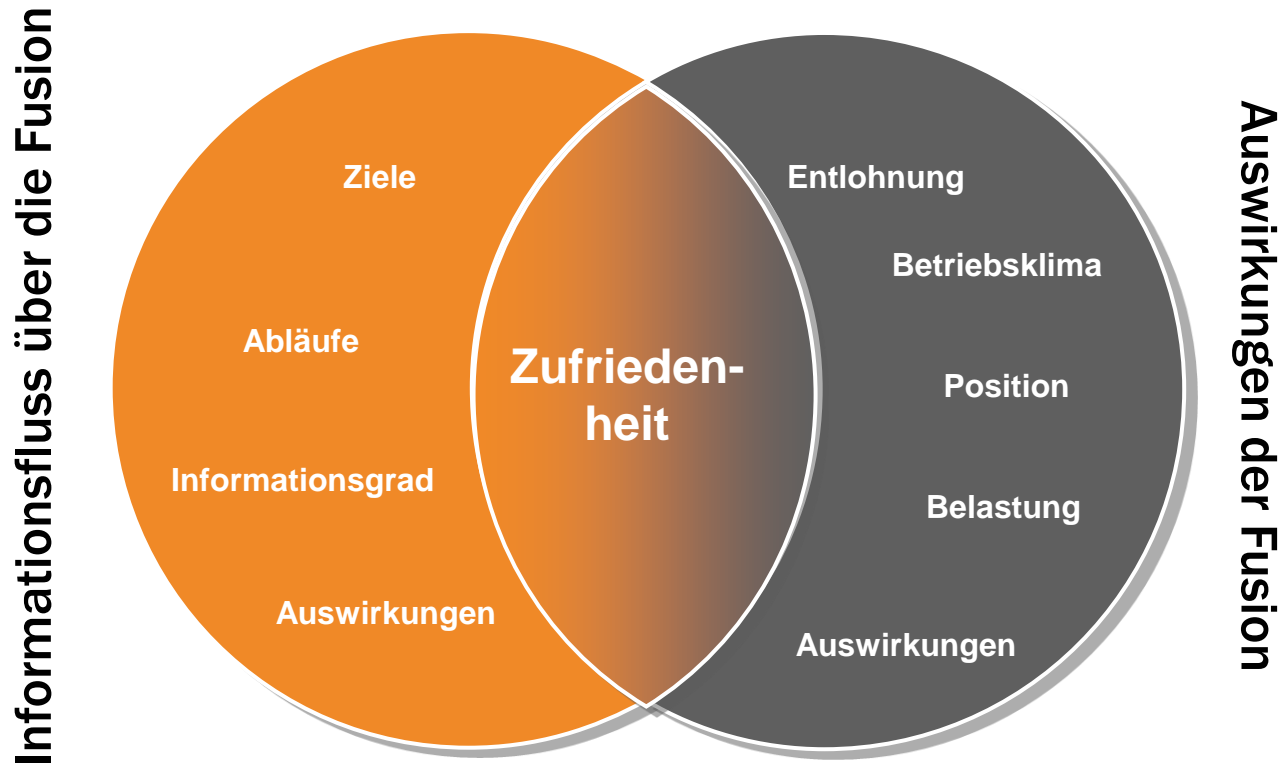 Informationsfluss über die Fusion
Ziele
Abläufe
Informationsgrad
Auswirkungen
Zufrieden-
heit
Entlohnung
Betriebsklima
Position
Belastung
Auswirkungen
Auswirkungen der Fusion